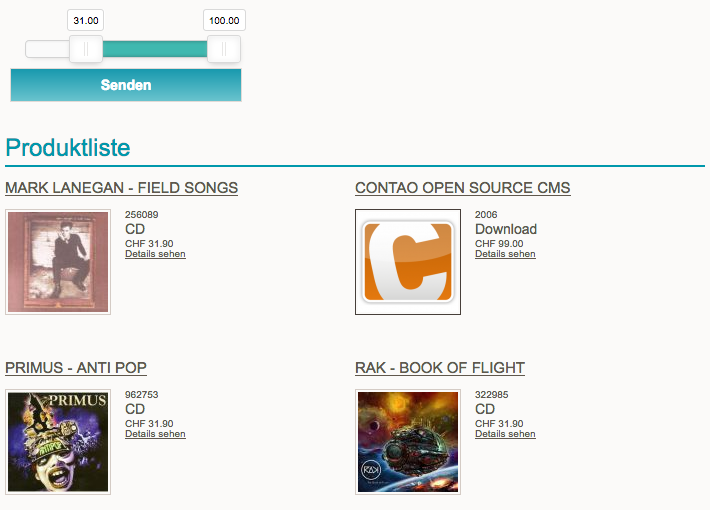 31.00 100.00
Senden
Produktliste
MARK LANEGAN - FIELD SONGS
256089
CD
CHF 31.90
Details sehen
CONTAO OPEN SOURCE CMS
2006
Download
CHF 99.00
Details sehen
PRIMUS - ANTI POP
PRIMUS
ANTIPOP
962753
CD
CHF 31.90
Details sehen
RAK - BOOK OF FLIGHT
RAK
322985
CD
CHF 31.90
Details sehen